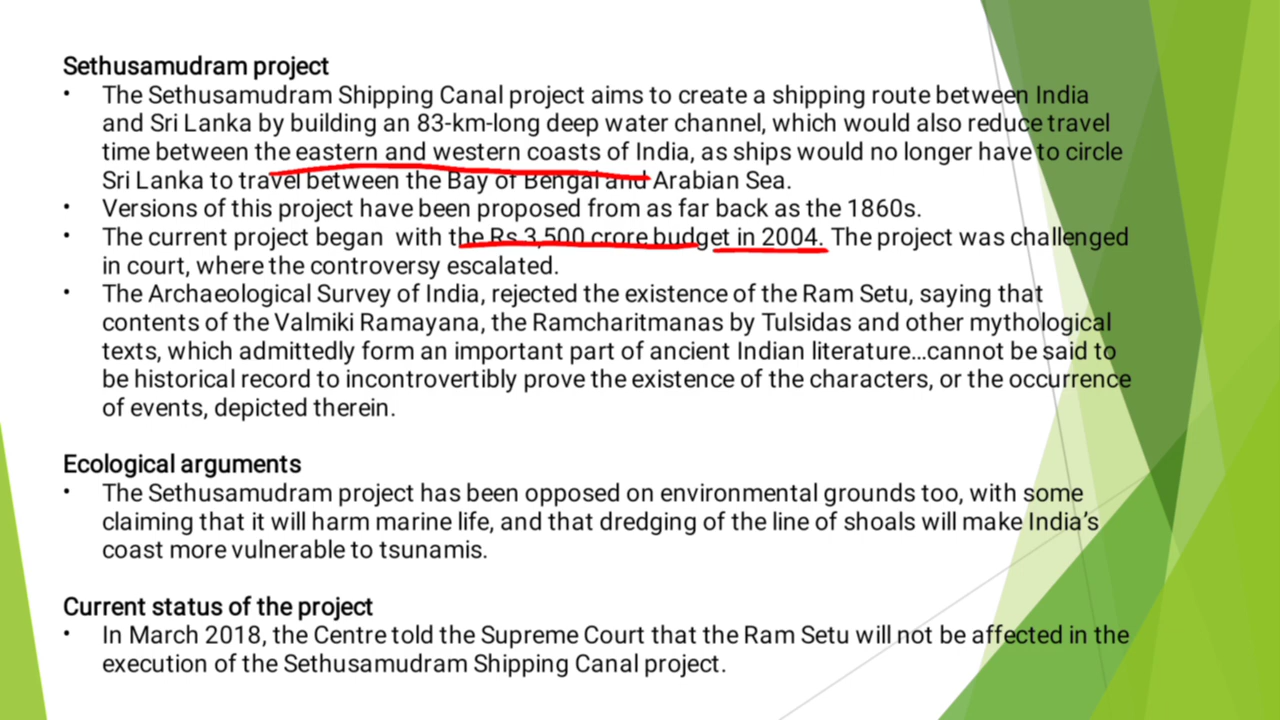 Sethusamudram project
• The Sethusamudram Shipping Canal project aims to create a shipping route between India
and Sri Lanka by building an 83-km-long deep water channel, which would also reduce travel
time between the eastern and western coasts of India, as ships would no longer have to circle
Sri Lanka to travel between the Bay of Bengal and Arabian Sea.
• Versions of this project have been proposed from as far back as the 1860s.
• The current project began  with the Rs 3,500 crore budget in 2004. The project was challenged
in court, where the controversy escalated.
• The Archaeological Survey of India, rejected the existence of the Ram Setu, saying that
contents of the Valmiki Ramayana, the Ramcharitmanas by Tulsidas and other mythological
texts, which admittedly form an important part of ancient Indian literature…cannot be said to
be historical record to incontrovertibly prove the existence of the characters, or the occurrence
of events, depicted therein.
Ecological arguments
• The Sethusamudram project has been opposed on environmental grounds too, with some
claiming that it will harm marine life, and that dredging of the line of shoals will make India’s
coast more vulnerable to tsunamis.
Current status of the project
• In March 2018, the Centre told the Supreme Court that the Ram Setu will not be affected in the
execution of the Sethusamudram Shipping Canal project.